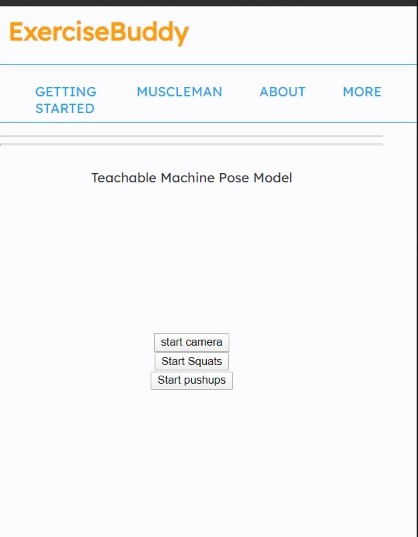 ExerciseBuddy
GETTING STARTED MUSCLEMAN ABOUT MORE
Teachable Machine Pose Model
start camera
Start Squats
Start pushups